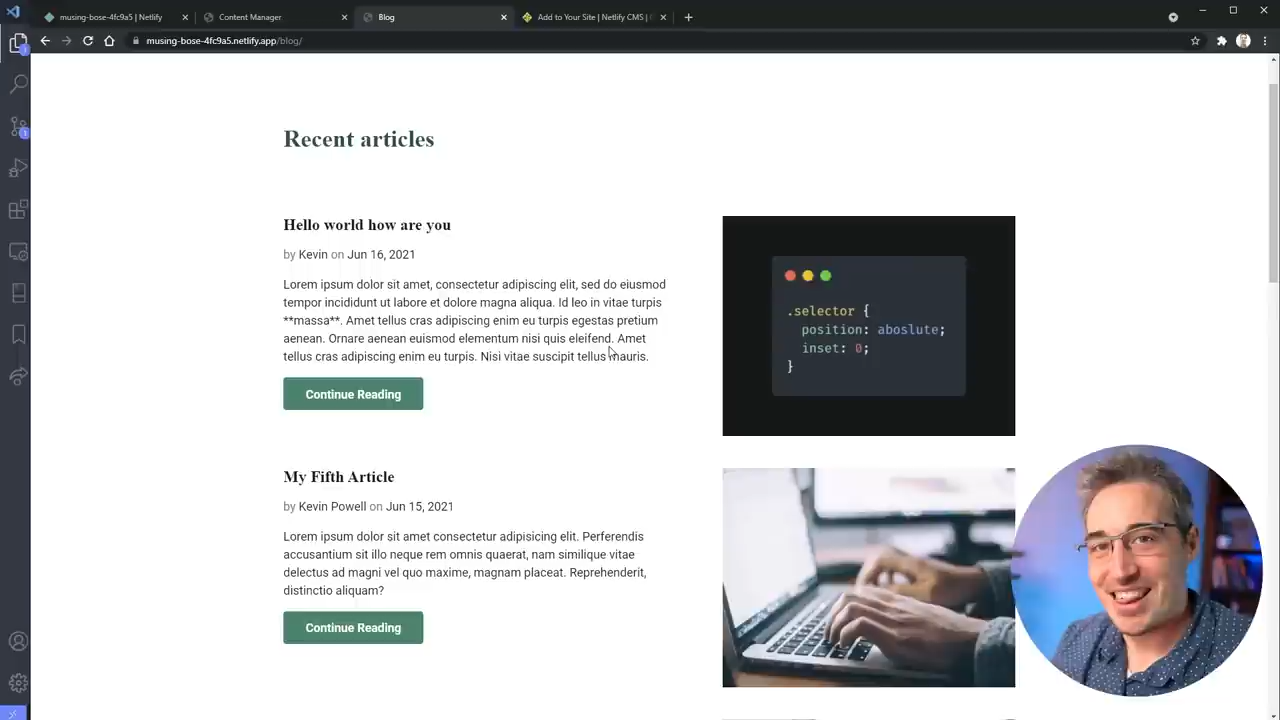 musing-bose-4fc9a5 | Netlify
Content Manager
Blog
Add to Your Site | Netlify CMS |
musing-bose-4fc9a5.netlify.app/blog/
Recent articles
Hello world how are you
by Kevin on Jun 16, 2021
Lorem ipsum dolor sit amet, consectetur adipiscing elit, sed do eiusmod
tempor incididunt ut labore et dolore magna aliqua. Id leo in vitae turpis
**massa**. Amet tellus cras adipiscing enim eu turpis egestas pretium
aenean. Ornare aenean euismod elementum nisi quis eleifend. Amet
tellus cras adipiscing enim eu turpis. Nisi vitae suscipit tellus mauris.
Continue Reading
.selector {
position: aboslute;
inset: 0;
}
My Fifth Article
by Kevin Powell on Jun 15, 2021
Lorem ipsum dolor sit amet consectetur adipisicing elit. Perferendis
accusantium sit illo neque rem omnis quaerat, nam similique vitae
delectus ad magni vel quo maxime, magnam placeat. Reprehenderit,
distinctio aliquam?
Continue Reading